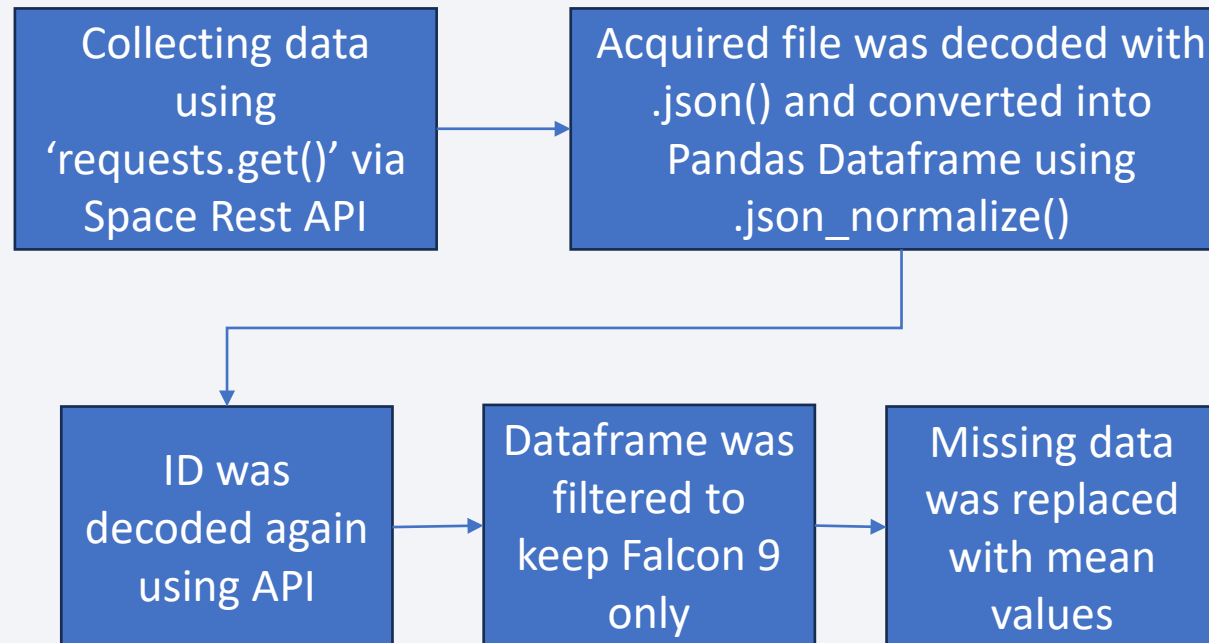 Collecting data
using
‘requests.get()’ via
Space Rest API
Acquired file was decoded with
.json() and converted into
Pandas Dataframe using
.json_normalize()
ID was
decoded again
using API
Dataframe was
filtered to
keep Falcon 9
only
Missing data
was replaced
with mean
values